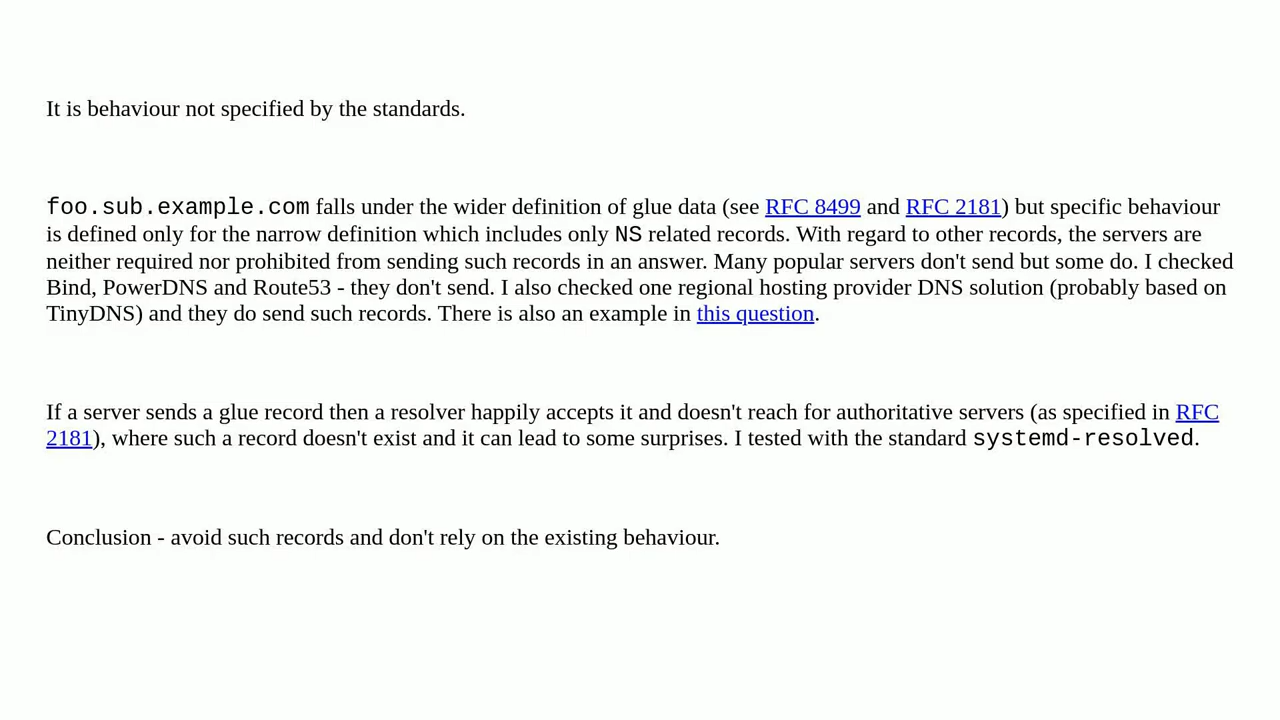 It is behaviour not specified by the standards.
foo.sub.example.com falls under the wider definition of glue data (see RFC 8499 and RFC 2181) but specific behaviour
is defined only for the narrow definition which includes only NS related records. With regard to other records, the servers are
neither required nor prohibited from sending such records in an answer. Many popular servers don't send but some do. I checked
Bind, PowerDNS and Route53 - they don't send. I also checked one regional hosting provider DNS solution (probably based on
TinyDNS) and they do send such records. There is also an example in this question.
If a server sends a glue record then a resolver happily accepts it and doesn't reach for authoritative servers (as specified in RFC
2181), where such a record doesn't exist and it can lead to some surprises. I tested with the standard systemd-resolved.
Conclusion - avoid such records and don't rely on the existing behaviour.